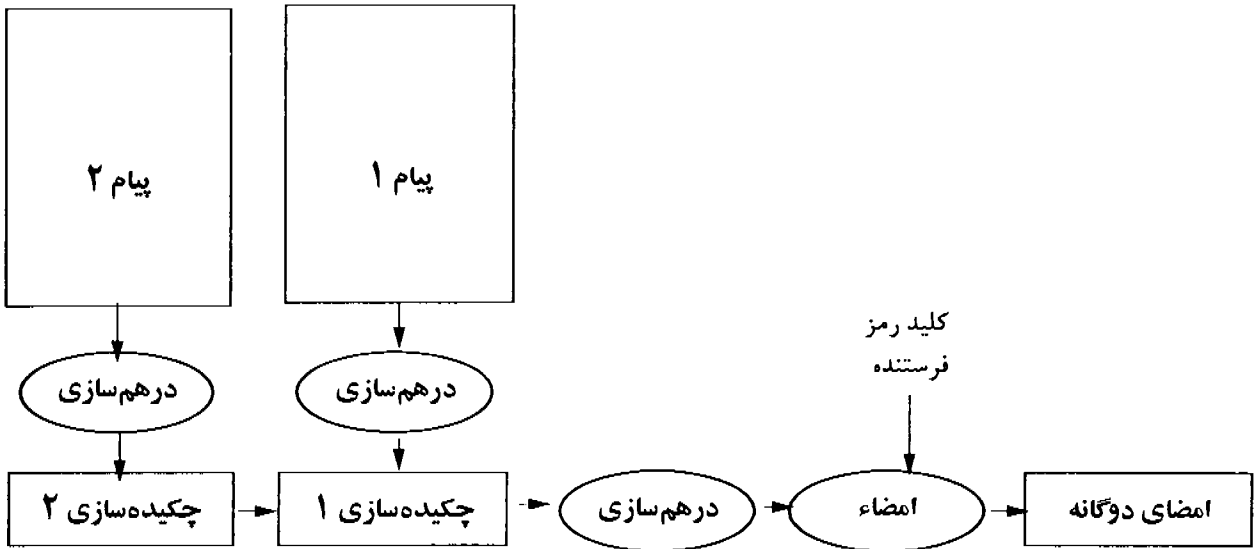 پیام ۱
پیام ۲
کلید رمز
فرستنده
درهم‌سازی
درهم‌سازی
چکیده‌سازی ۲
چکیده‌سازی ۱
درهم‌سازی
امضاء
امضای دوگانه